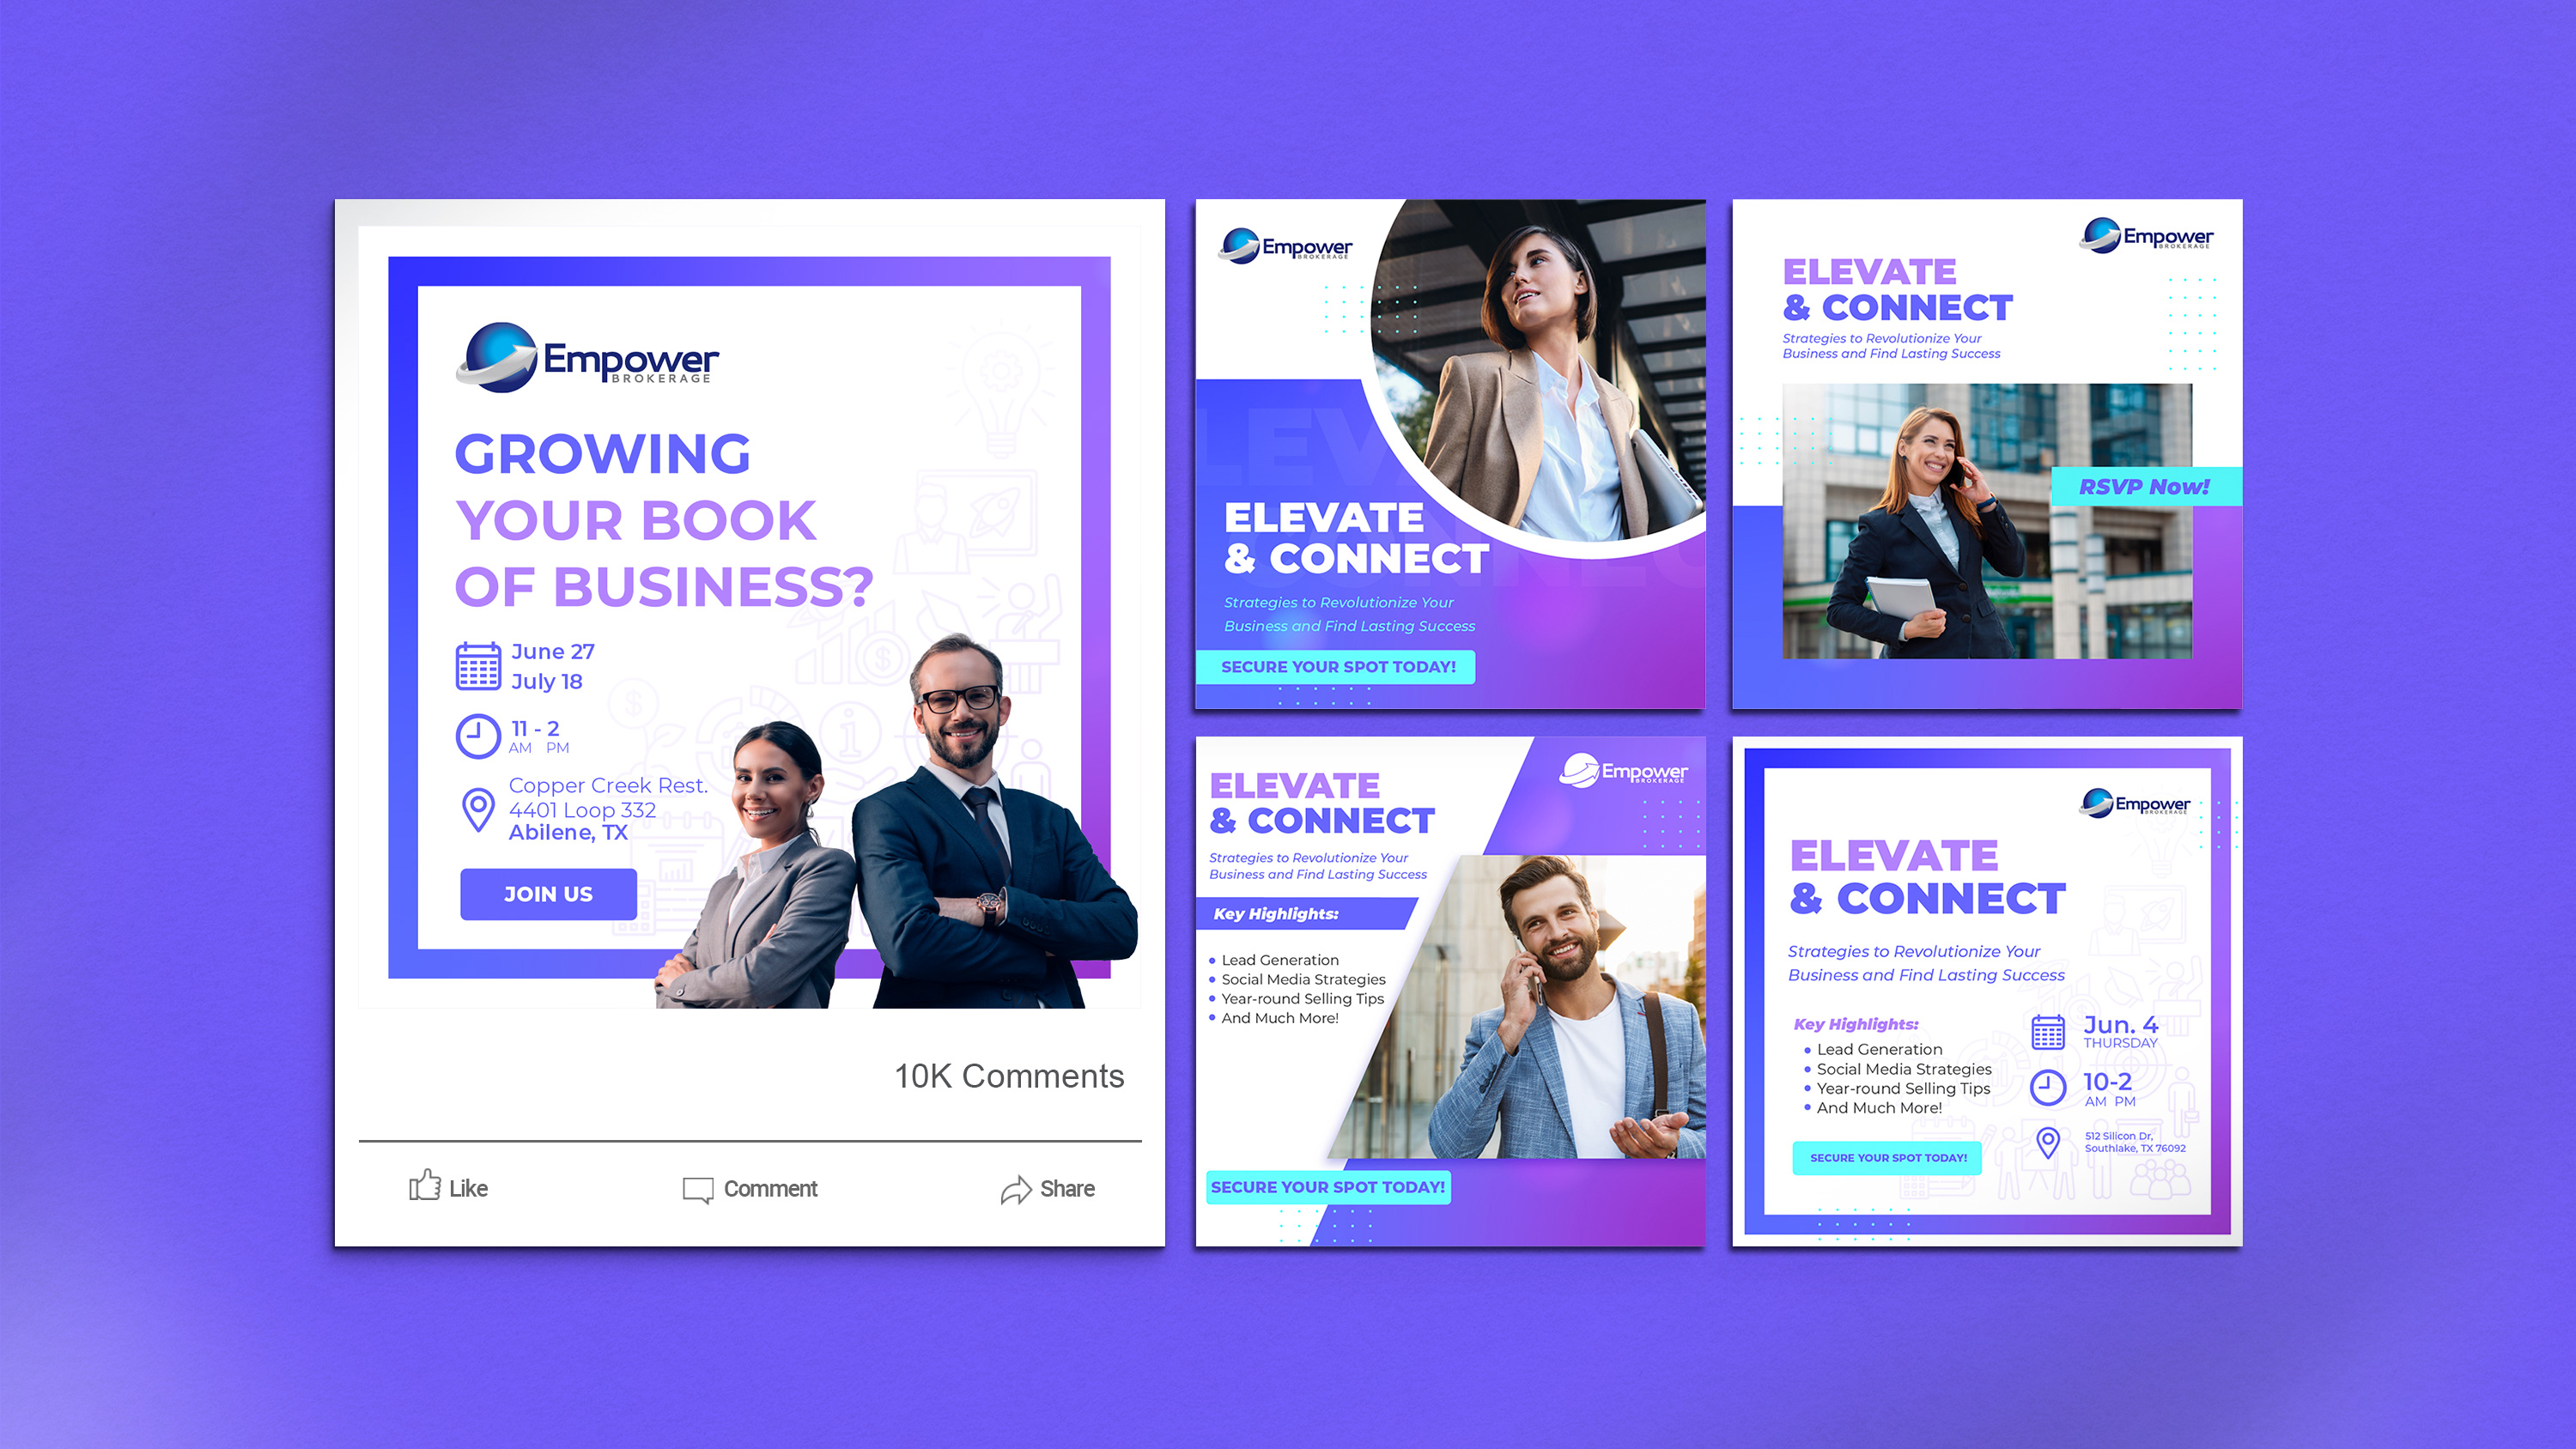 Empower
BROKERAGE
GROWING
YOUR BOOK
OF BUSINESS?
June 27
July 18
11 - 2
AM PM
Copper Creek Rest.
4401 Loop 332
Abilene, TX
JOIN US
10K Comments
Like
Comment
Share
Empower
BROKERAGE
ELEVATE
& CONNECT
Strategies to Revolutionize Your
Business and Find Lasting Success
SECURE YOUR SPOT TODAY!
Empower
BROKERAGE
ELEVATE
& CONNECT
Strategies to Revolutionize Your
Business and Find Lasting Success
RSVP Now!
Empower
BROKERAGE
ELEVATE
& CONNECT
Strategies to Revolutionize Your
Business and Find Lasting Success
Key Highlights:
Lead Generation
Social Media Strategies
Year-round Selling Tips
And Much More!
SECURE YOUR SPOT TODAY!
Empower
BROKERAGE
ELEVATE
& CONNECT
Strategies to Revolutionize Your
Business and Find Lasting Success
Key Highlights:
Lead Generation
Social Media Strategies
Year-round Selling Tips
And Much More!
SECURE YOUR SPOT TODAY!
Jun. 4
THURSDAY
10-2
AM PM
512 Silicon Dr,
Southlake, TX 76092